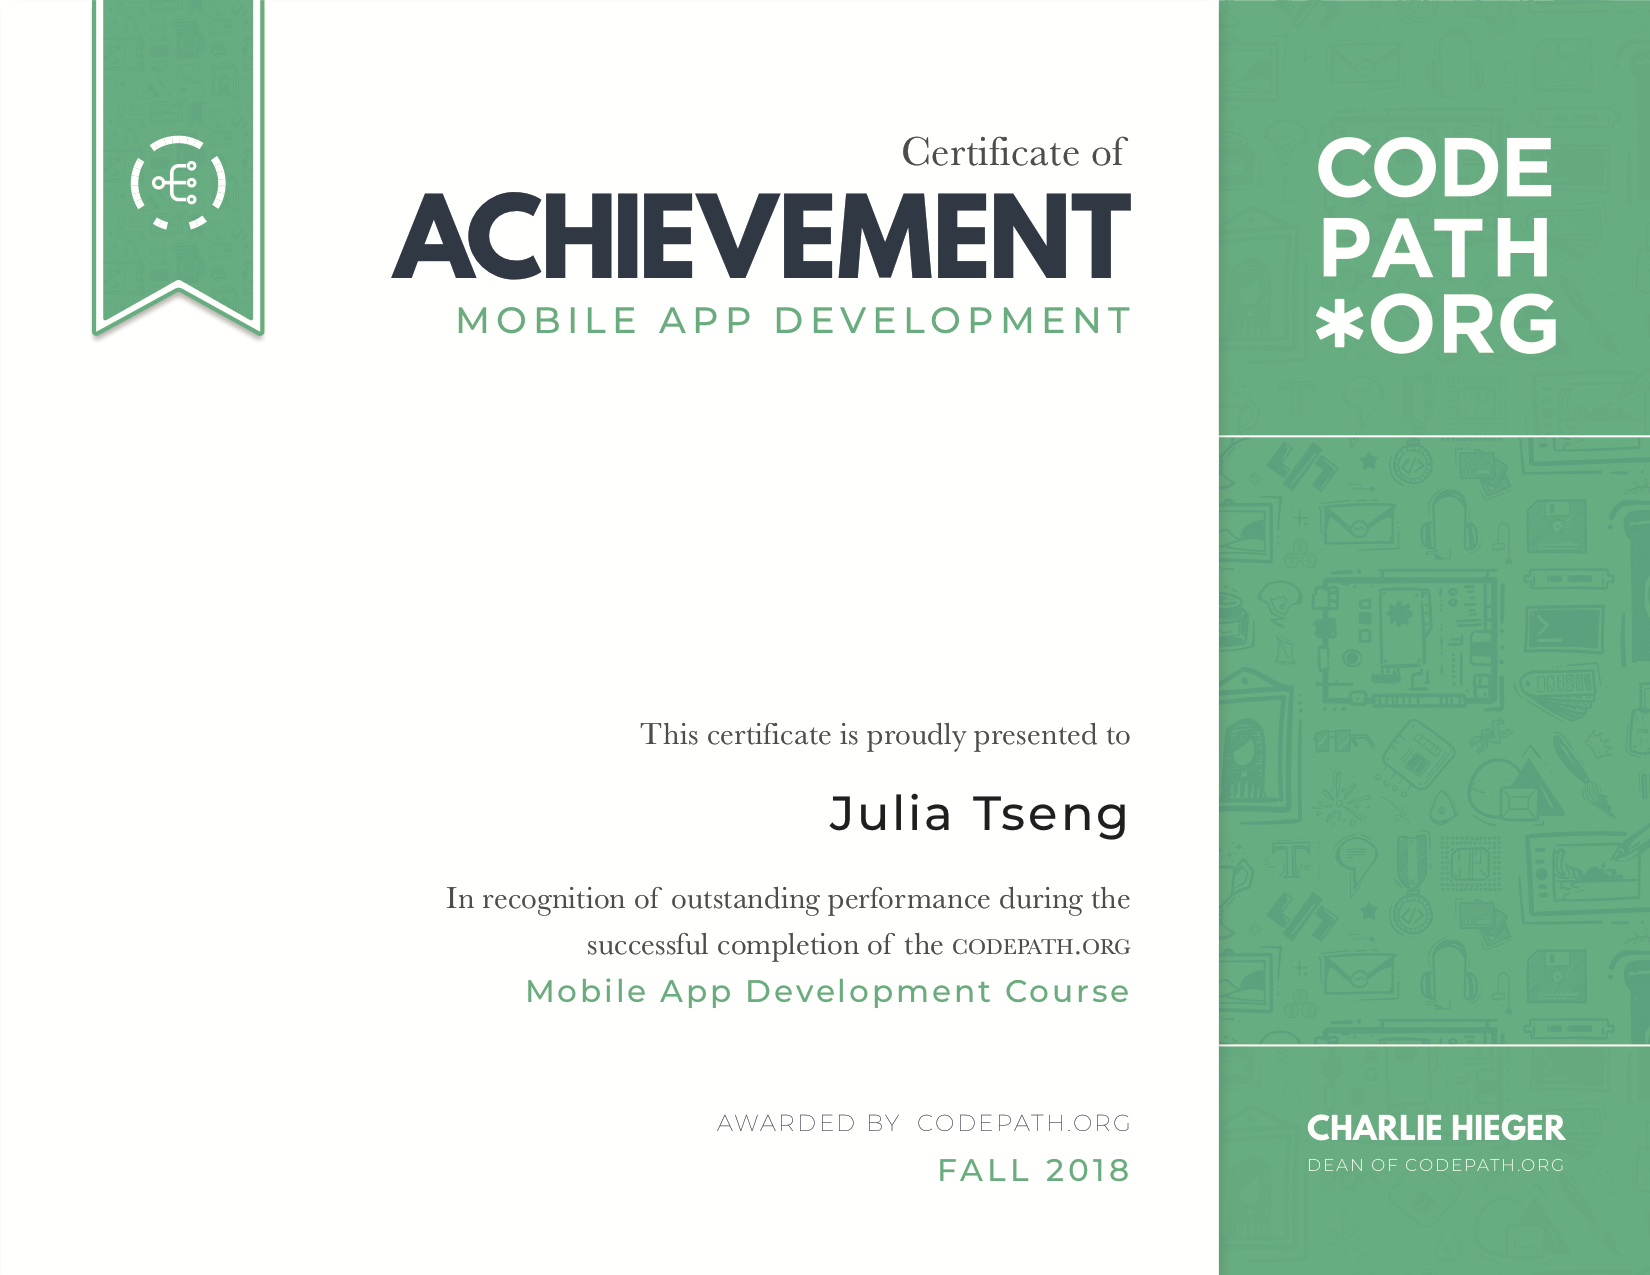 Certificate of
ACHIEVEMENT
MOBILE APP DEVELOPMENT
This certificate is proudly presented to
Julia Tseng
In recognition of outstanding performance during the
successful completion of the CODEPATH.ORG
Mobile App Development Course
AWARDED BY CODEPATH.ORG
FALL 2018
CODE
PATH
*ORG
CHARLIE HIEGER
DEAN OF CODEPATH.ORG